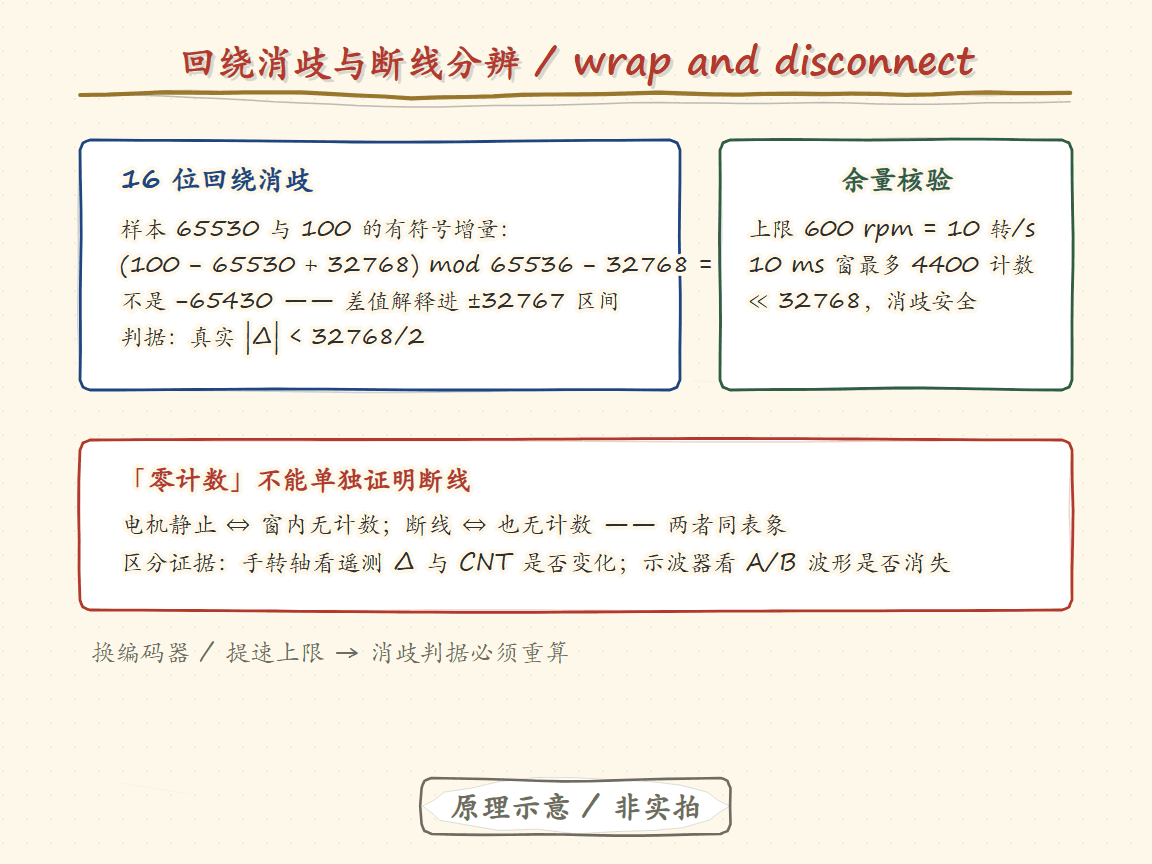 回绕消歧与断线分辨 / wrap and disconnect
16 位回绕消歧
样本 65530 与 100 的有符号增量：
(100 - 65530 + 32768) mod 65536 - 32768 =
不是 -65430 —— 差值解释进 ±32767 区间
判据：真实 |Δ| < 32768/2
余量核验
上限 600 rpm = 10 转/s
10 ms 窗最多 4400 计数
≪ 32768，消歧安全
「零计数」不能单独证明断线
电机静止 ⇔ 窗内无计数；断线 ⇔ 也无计数 —— 两者同表象
区分证据：手转轴看遥测 Δ 与 CNT 是否变化；示波器看 A/B 波形是否消失
换编码器 / 提速上限 → 消歧判据必须重算
原理示意 / 非实拍